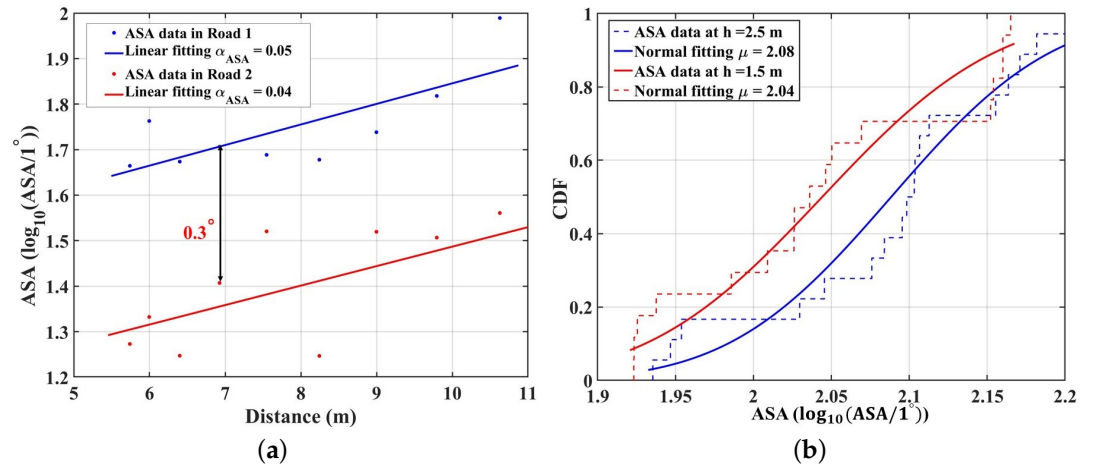 2
1.9
1.8
1.7
1.6
1.5
1.4
1.3
1.2
ASA (log10(ASA/1°))
ASA data in Road 1
Linear fitting αASA = 0.05
ASA data in Road 2
Linear fitting αASA = 0.04
0.3°
5 6 7 8 9 10 11
Distance (m)
(a)
1
0.8
0.6
0.4
0.2
0
CDF
ASA data at h =2.5 m
Normal fitting μ = 2.08
ASA data at h =1.5 m
Normal fitting μ = 2.04
1.9 1.95 2 2.05 2.1 2.15 2.2
ASA (log10(ASA/1°))
(b)